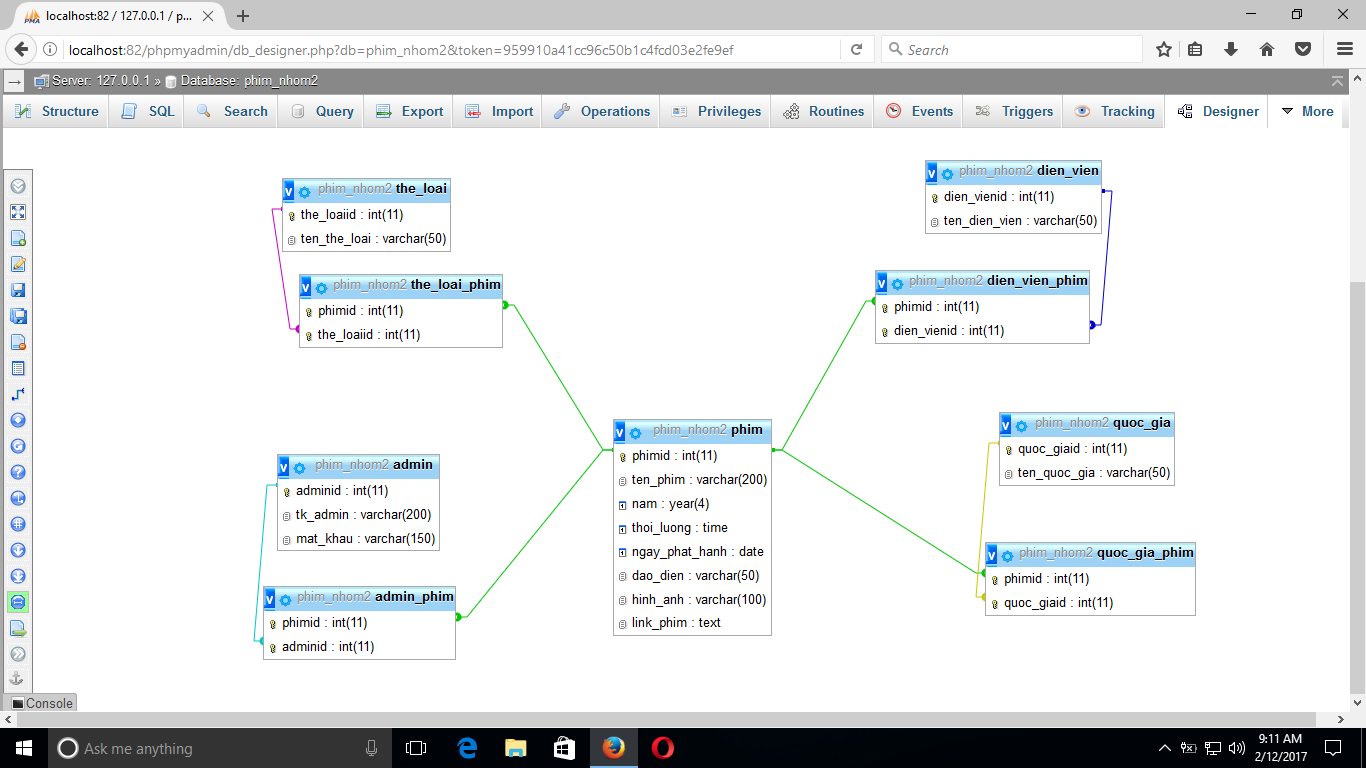 localhost:82 / 127.0.0.1 / p...
localhost:82/phpmyadmin/db_designer.php?db=phim_nhom2&token=959910a41cc96c50b1c4fcd03e2fe9ef
Search
Server: 127.0.0.1 » Database: phim_nhom2
Structure SQL Search Query Export Import Operations Privileges Routines Events Triggers Tracking Designer More
v phim_nhom2 the_loai
the_loaiid : int(11)
ten_the_loai : varchar(50)
v phim_nhom2 the_loai_phim
phimid : int(11)
the_loaiid : int(11)
v phim_nhom2 dien_vien
dien_vienid : int(11)
ten_dien_vien : varchar(50)
v phim_nhom2 dien_vien_phim
phimid : int(11)
dien_vienid : int(11)
v phim_nhom2 admin
adminid : int(11)
tk_admin : varchar(200)
mat_khau : varchar(150)
v phim_nhom2 admin_phim
phimid : int(11)
adminid : int(11)
v phim_nhom2 phim
phimid : int(11)
ten_phim : varchar(200)
nam : year(4)
thoi_luong : time
ngay_phat_hanh : date
dao_dien : varchar(50)
hinh_anh : varchar(100)
link_phim : text
v phim_nhom2 quoc_gia
quoc_giaid : int(11)
ten_quoc_gia : varchar(50)
v phim_nhom2 quoc_gia_phim
phimid : int(11)
quoc_giaid : int(11)
Console
Ask me anything
9:11 AM
2/12/2017